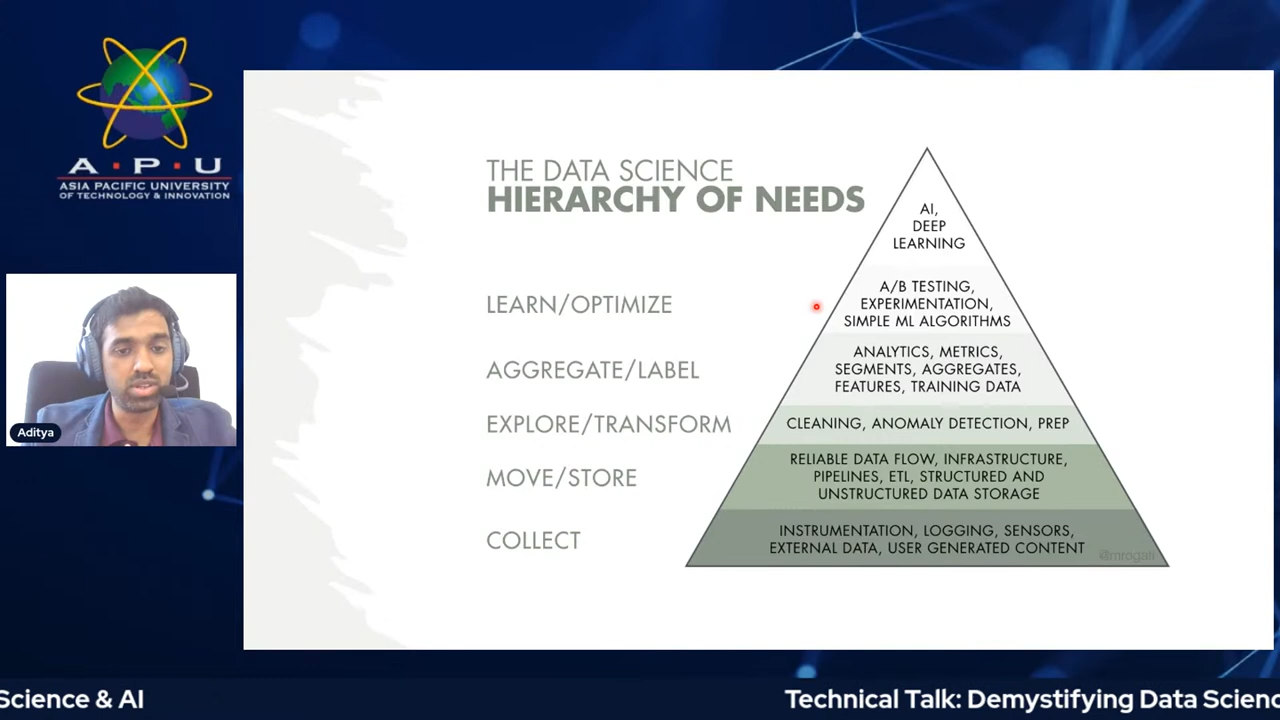 A·P·U
ASIA PACIFIC UNIVERSITY
OF TECHNOLOGY & INNOVATION
Aditya
THE DATA SCIENCE
HIERARCHY OF NEEDS
AI,
DEEP
LEARNING
LEARN/OPTIMIZE
A/B TESTING,
EXPERIMENTATION,
SIMPLE ML ALGORITHMS
AGGREGATE/LABEL
ANALYTICS, METRICS,
SEGMENTS, AGGREGATES,
FEATURES, TRAINING DATA
EXPLORE/TRANSFORM
CLEANING, ANOMALY DETECTION, PREP
MOVE/STORE
RELIABLE DATA FLOW, INFRASTRUCTURE,
PIPELINES, ETL, STRUCTURED AND
UNSTRUCTURED DATA STORAGE
COLLECT
INSTRUMENTATION, LOGGING, SENSORS,
EXTERNAL DATA, USER GENERATED CONTENT
@mrogati
Science & AI
Technical Talk: Demystifying Data Scienc